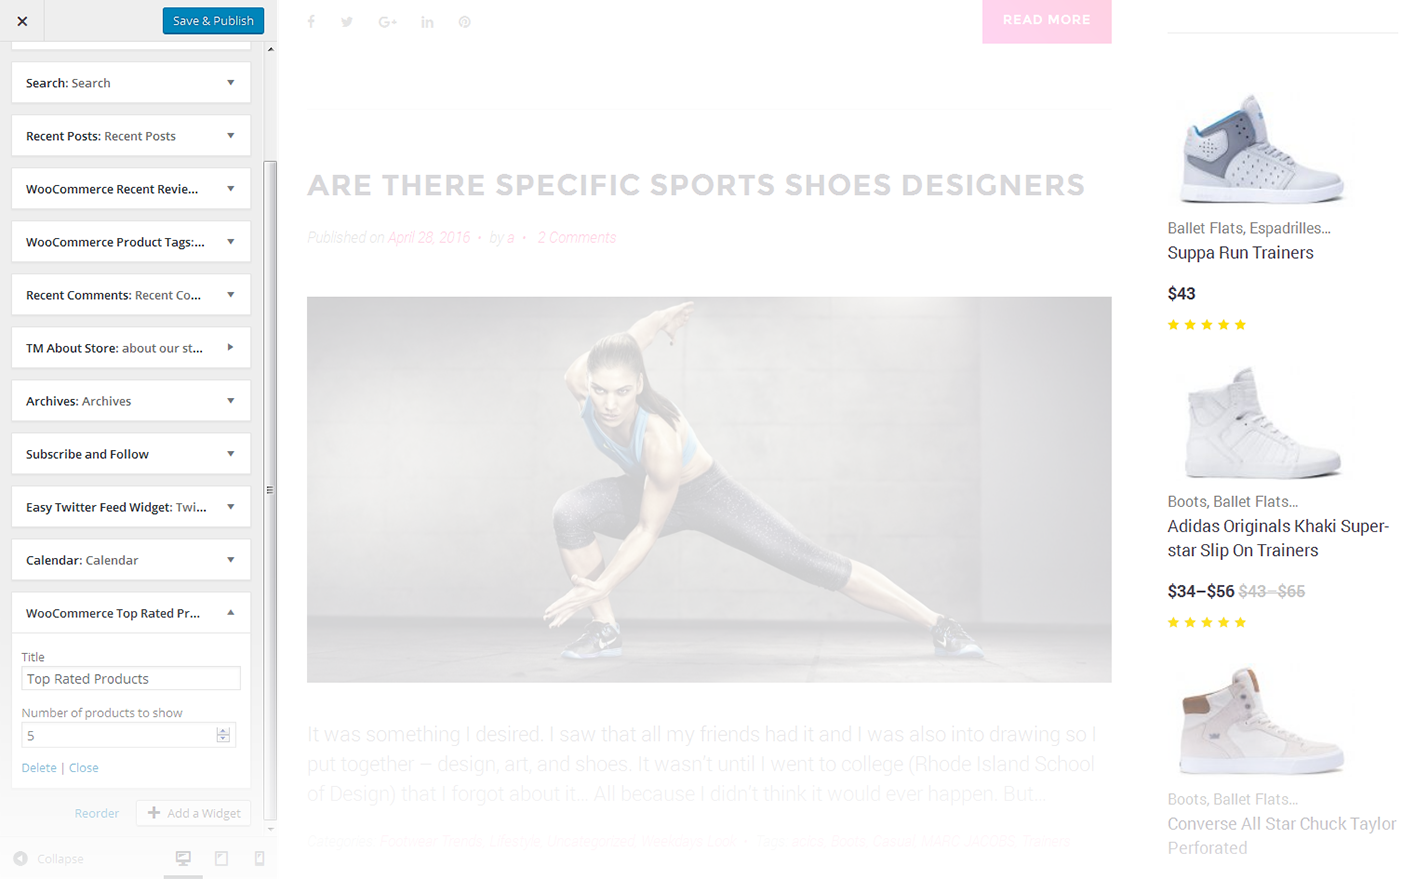 Save & Publish
Search: Search
Recent Posts: Recent Posts
WooCommerce Recent Revie...
WooCommerce Product Tags:...
Recent Comments: Recent Co...
TM About Store: about our st...
Archives: Archives
Subscribe and Follow
Easy Twitter Feed Widget: Twi...
Calendar: Calendar
WooCommerce Top Rated Pr...
Title
Top Rated Products
Number of products to show
5
Delete | Close
Reorder
Add a Widget
Collapse
READ MORE
ARE THERE SPECIFIC SPORTS SHOES DESIGNERS
Published on April 28, 2016 • by a • 2 Comments
It was something I desired. I saw that all my friends had it and I was also into drawing so I
put together – design, art, and shoes. It wasn't until I went to college (Rhode Island School
of Design) that I forgot about it... All because I didn't think it would ever happen. But...
Categories: Footwear Trends, Lifestyle, Uncategorized, Weekdays Look • Tags: Boots, Casual, MARC JACOBS, Trainers
Ballet Flats, Espadrilles...
Suppa Run Trainers
$43
Boots, Ballet Flats...
Adidas Originals Khaki Super-
star Slip On Trainers
$34–$56 $43–$65
Boots, Ballet Flats...
Converse All Star Chuck Taylor
Perforated